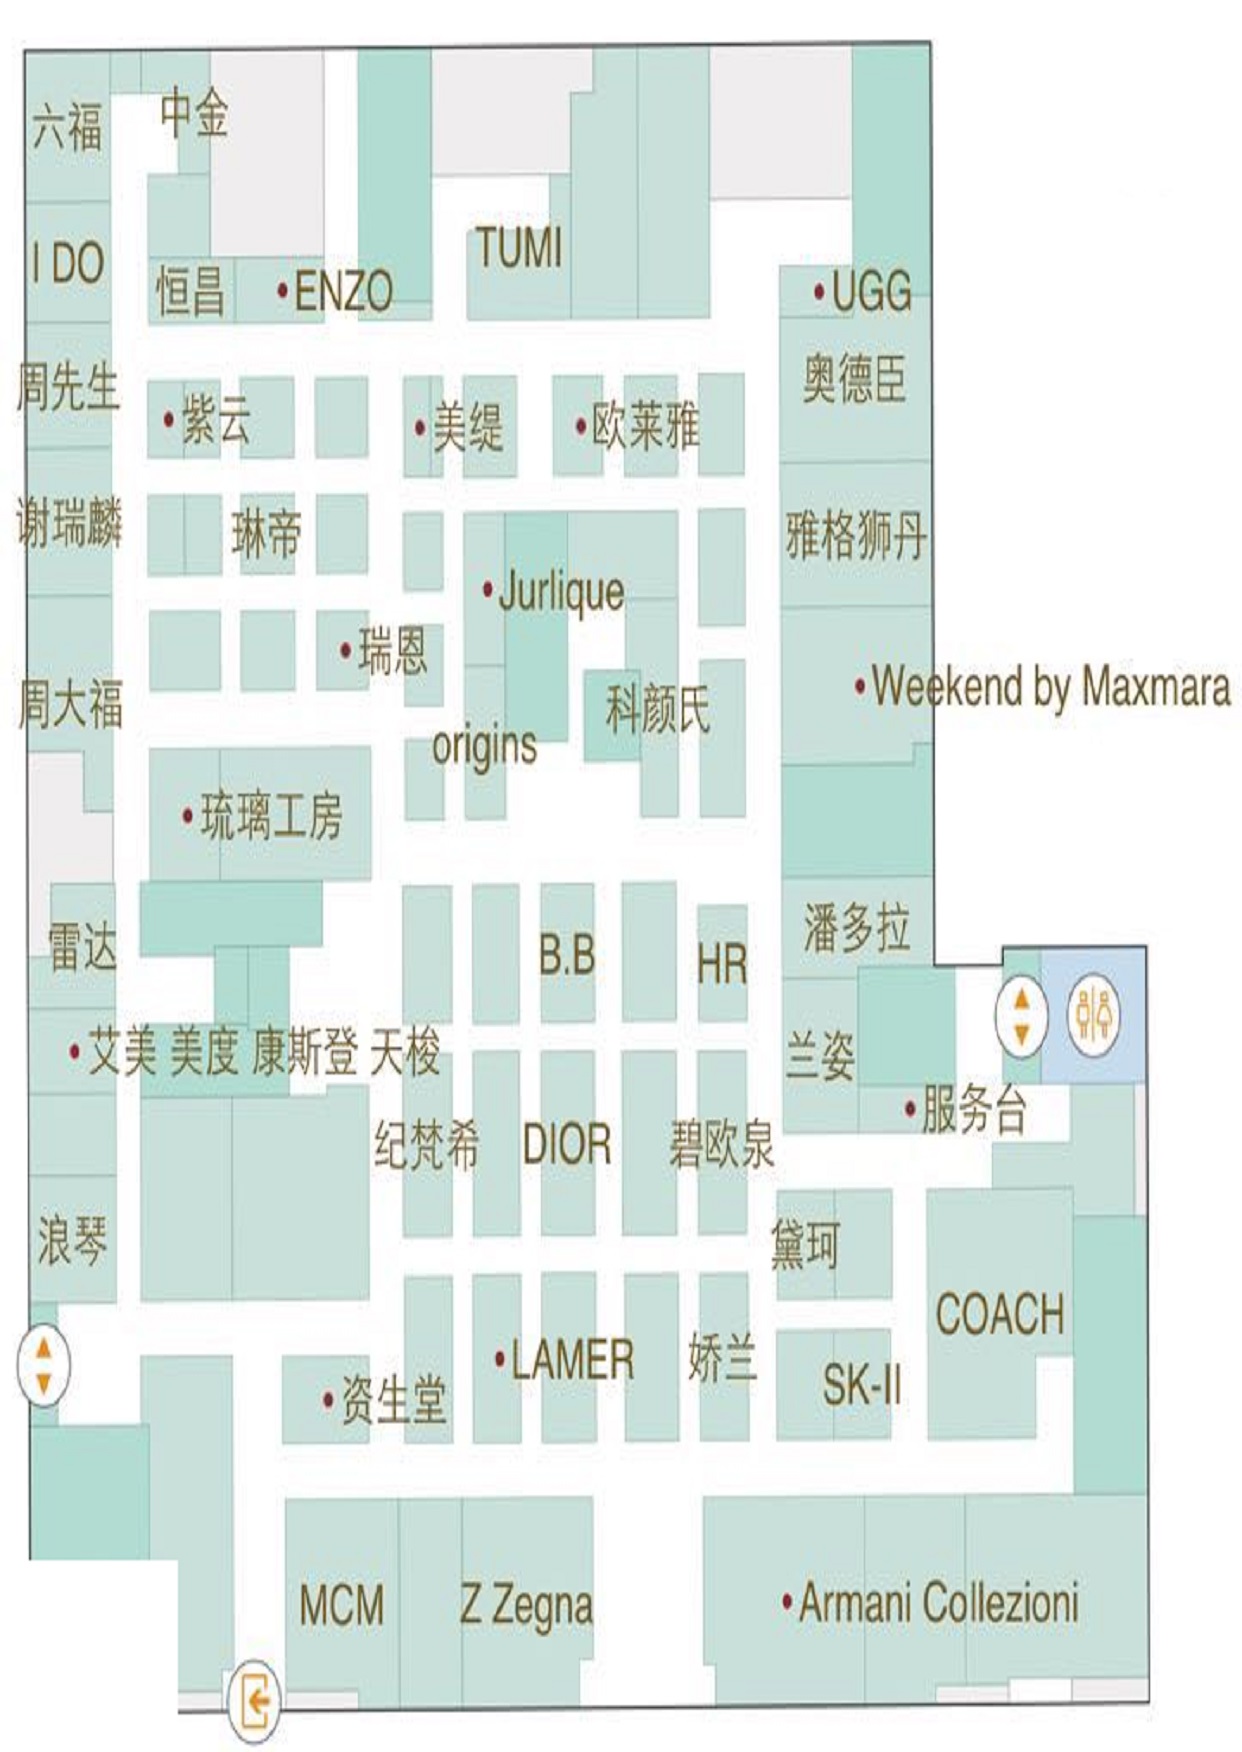 六福
中金
I DO
恒昌
ENZO
TUMI
UGG
周先生
紫云
美缇
欧莱雅
奥德臣
谢瑞麟
琳帝
Jurlique
雅格狮丹
周大福
瑞恩
origins
科颜氏
Weekend by Maxmara
琉璃工房
雷达
B.B
HR
潘多拉
艾美 美度 康斯登 天梭
兰姿
服务台
纪梵希
DIOR
碧欧泉
浪琴
黛珂
COACH
资生堂
LAMER
娇兰
SK-II
MCM
Z Zegna
Armani Collezioni